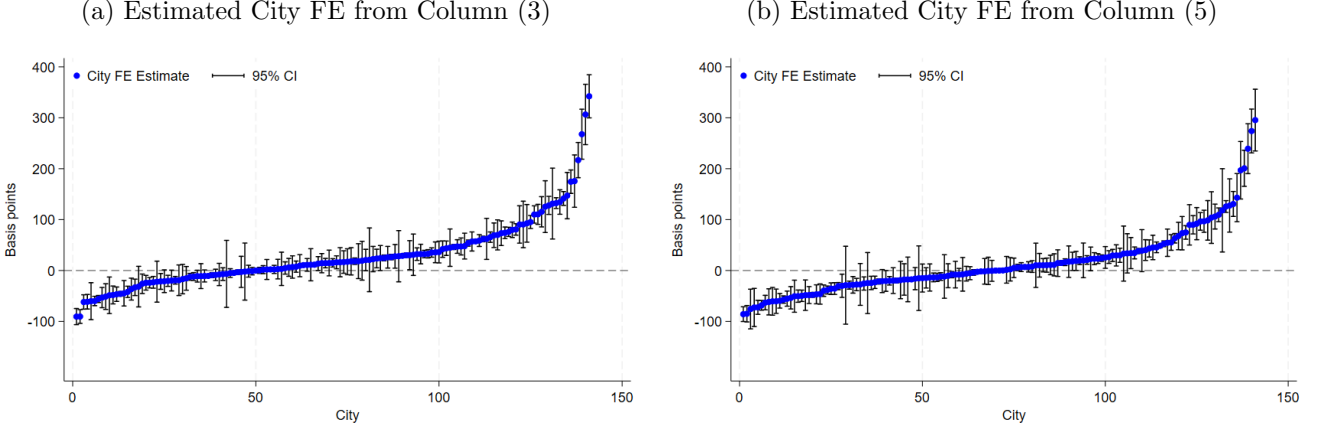 (a) Estimated City FE from Column (3)
City FE Estimate
95% CI
Basis points
400
300
200
100
0
-100
0
50
100
150
City
(b) Estimated City FE from Column (5)
City FE Estimate
95% CI
Basis points
400
300
200
100
0
-100
0
50
100
150
City